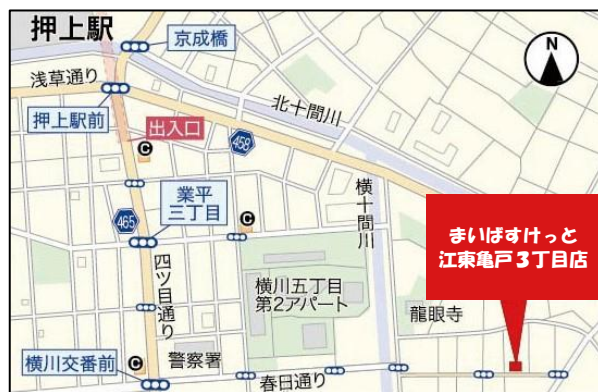 押上駅
京成橋
N
浅草通り
押上駅前
出入口
C
458
北十間川
業平
三丁目
C
465
横十間川
まいばすけっと
江東亀戸3丁目店
四ツ目通り
横川五丁目
第2アパート
龍眼寺
横川交番前
C
警察署
春日通り